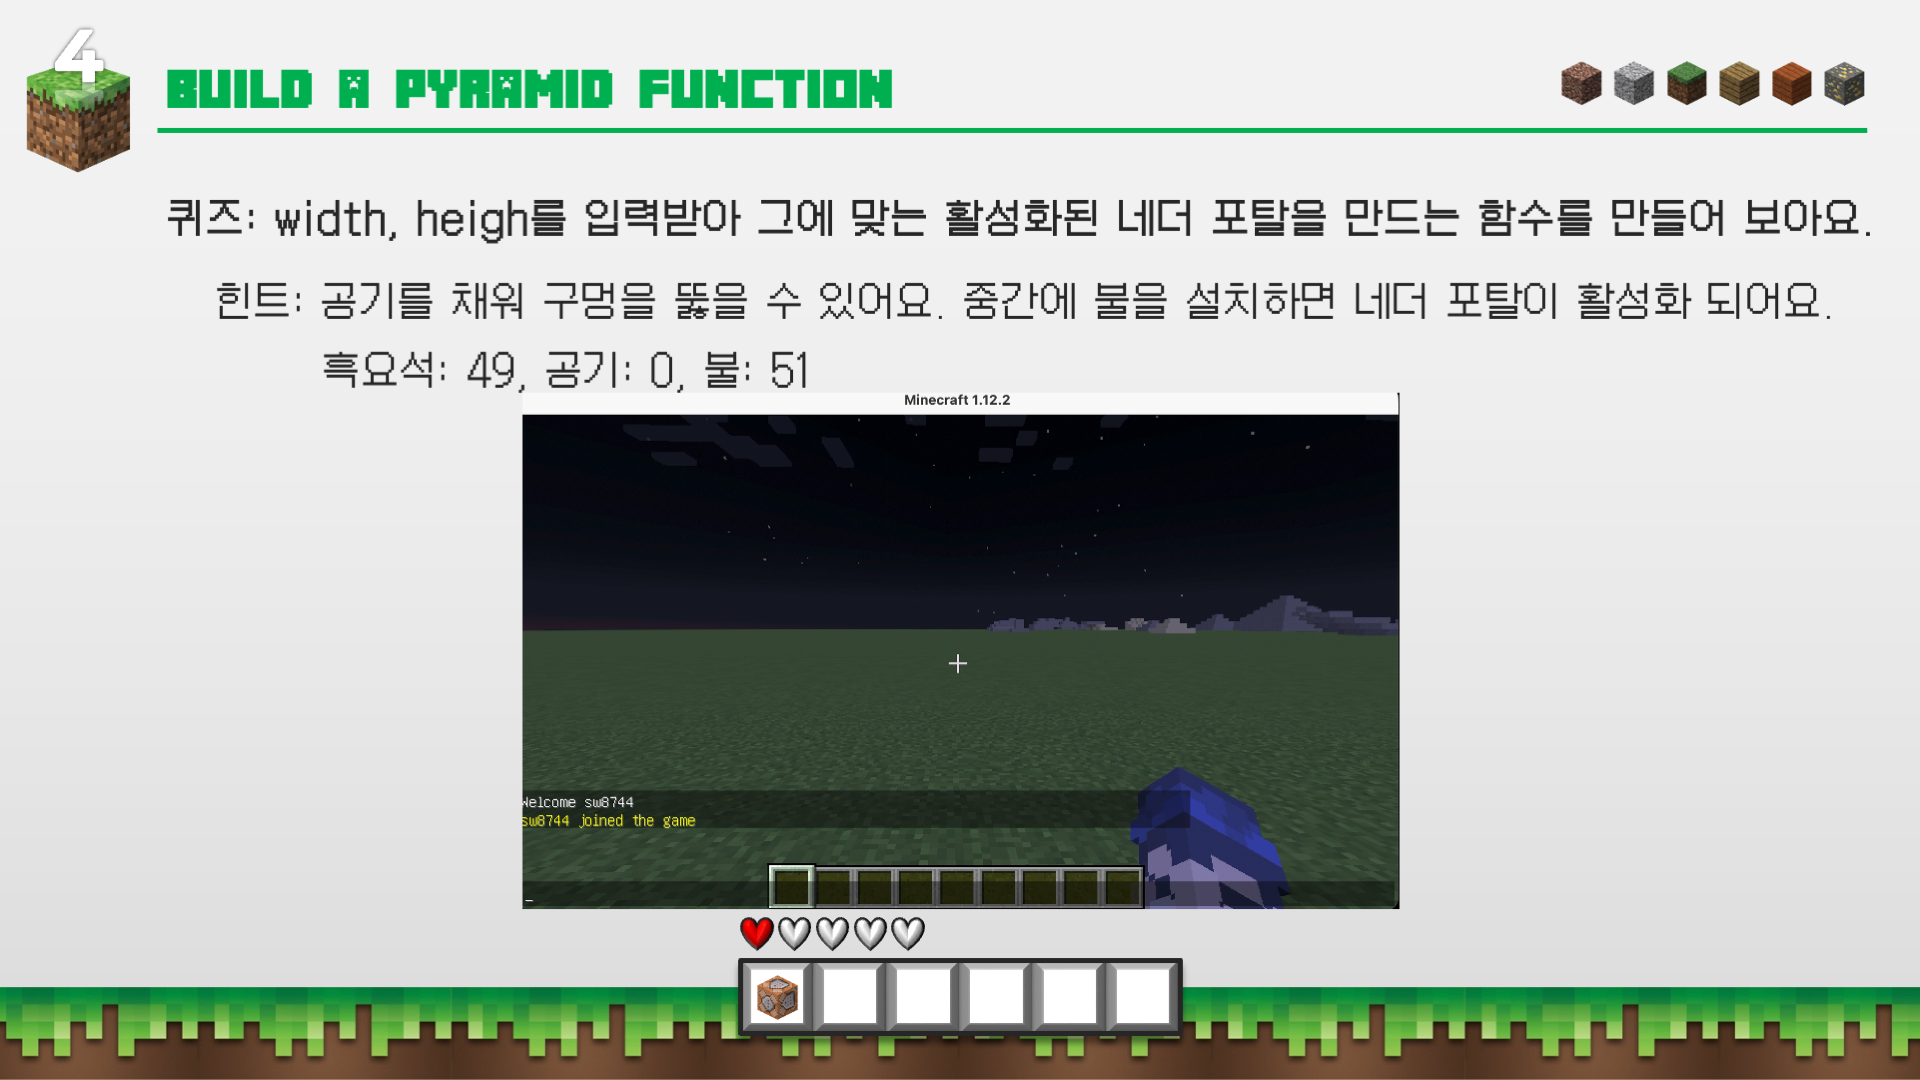 4
BUILD A PYRAMID FUNCTION
퀴즈: width, heigh를 입력받아 그에 맞는 활성화된 네더 포탈을 만드는 함수를 만들어 보아요.
힌트: 공기를 채워 구멍을 뚫을 수 있어요. 중간에 불을 설치하면 네더 포탈이 활성화 되어요.
흑요석: 49, 공기: 0, 불: 51
Minecraft 1.12.2
Welcome sw8744
sw8744 joined the game